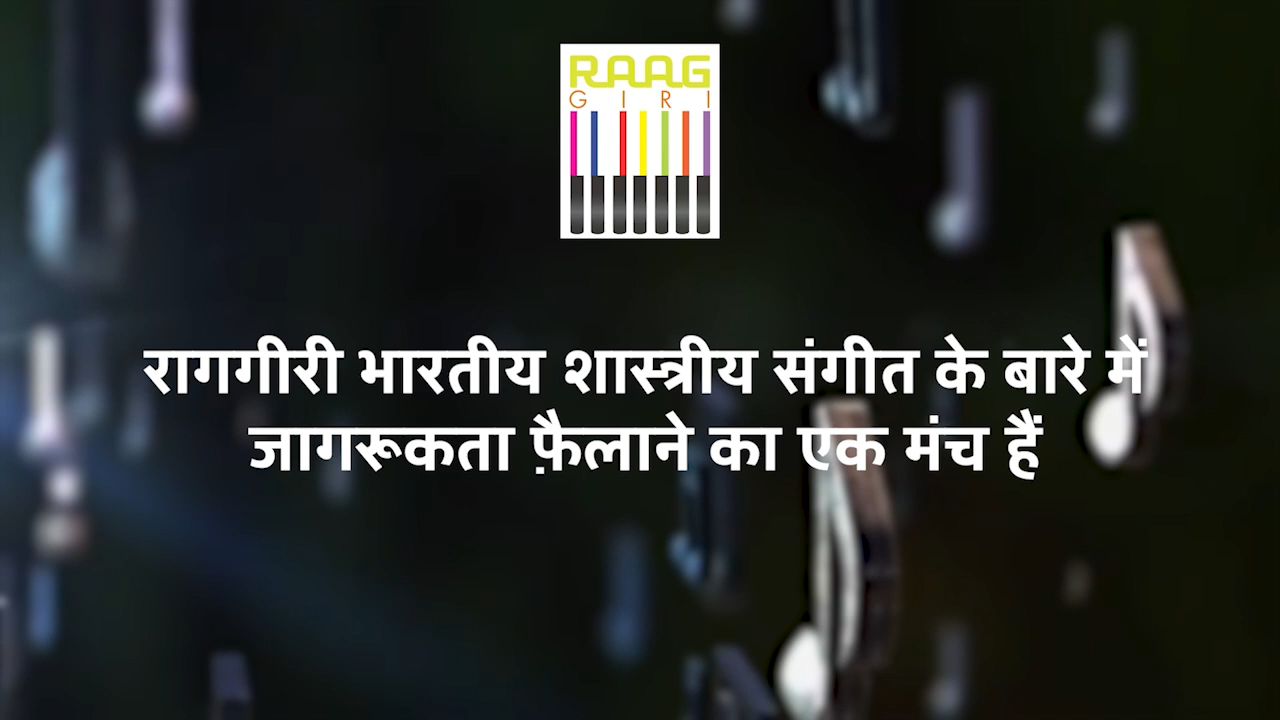 RAAG
GIRI
रागगीरी भारतीय शास्त्रीय संगीत के बारे में
जागरूकता फ़ैलाने का एक मंच हैं